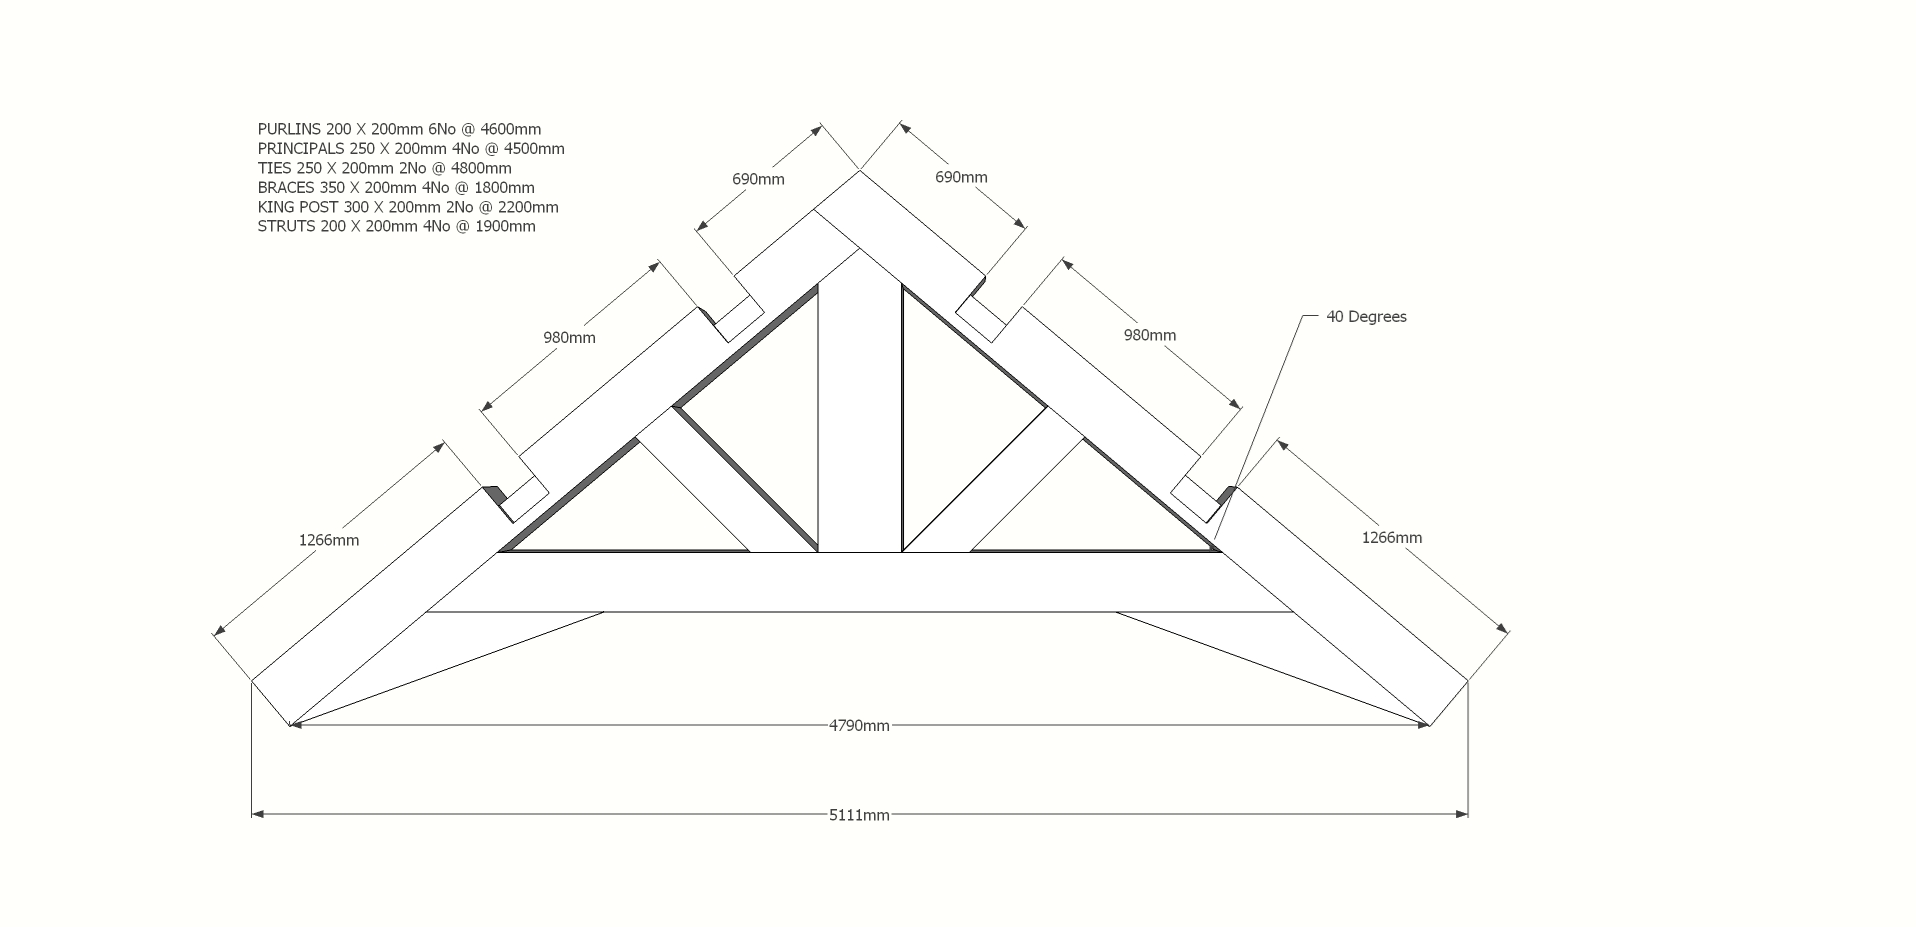 PURLINS 200 X 200mm 6No @ 4600mm
PRINCIPALS 250 X 200mm 4No @ 4500mm
TIES 250 X 200mm 2No @ 4800mm
BRACES 350 X 200mm 4No @ 1800mm
KING POST 300 X 200mm 2No @ 2200mm
STRUTS 200 X 200mm 4No @ 1900mm
690mm
690mm
980mm
980mm
40 Degrees
1266mm
1266mm
4790mm
5111mm